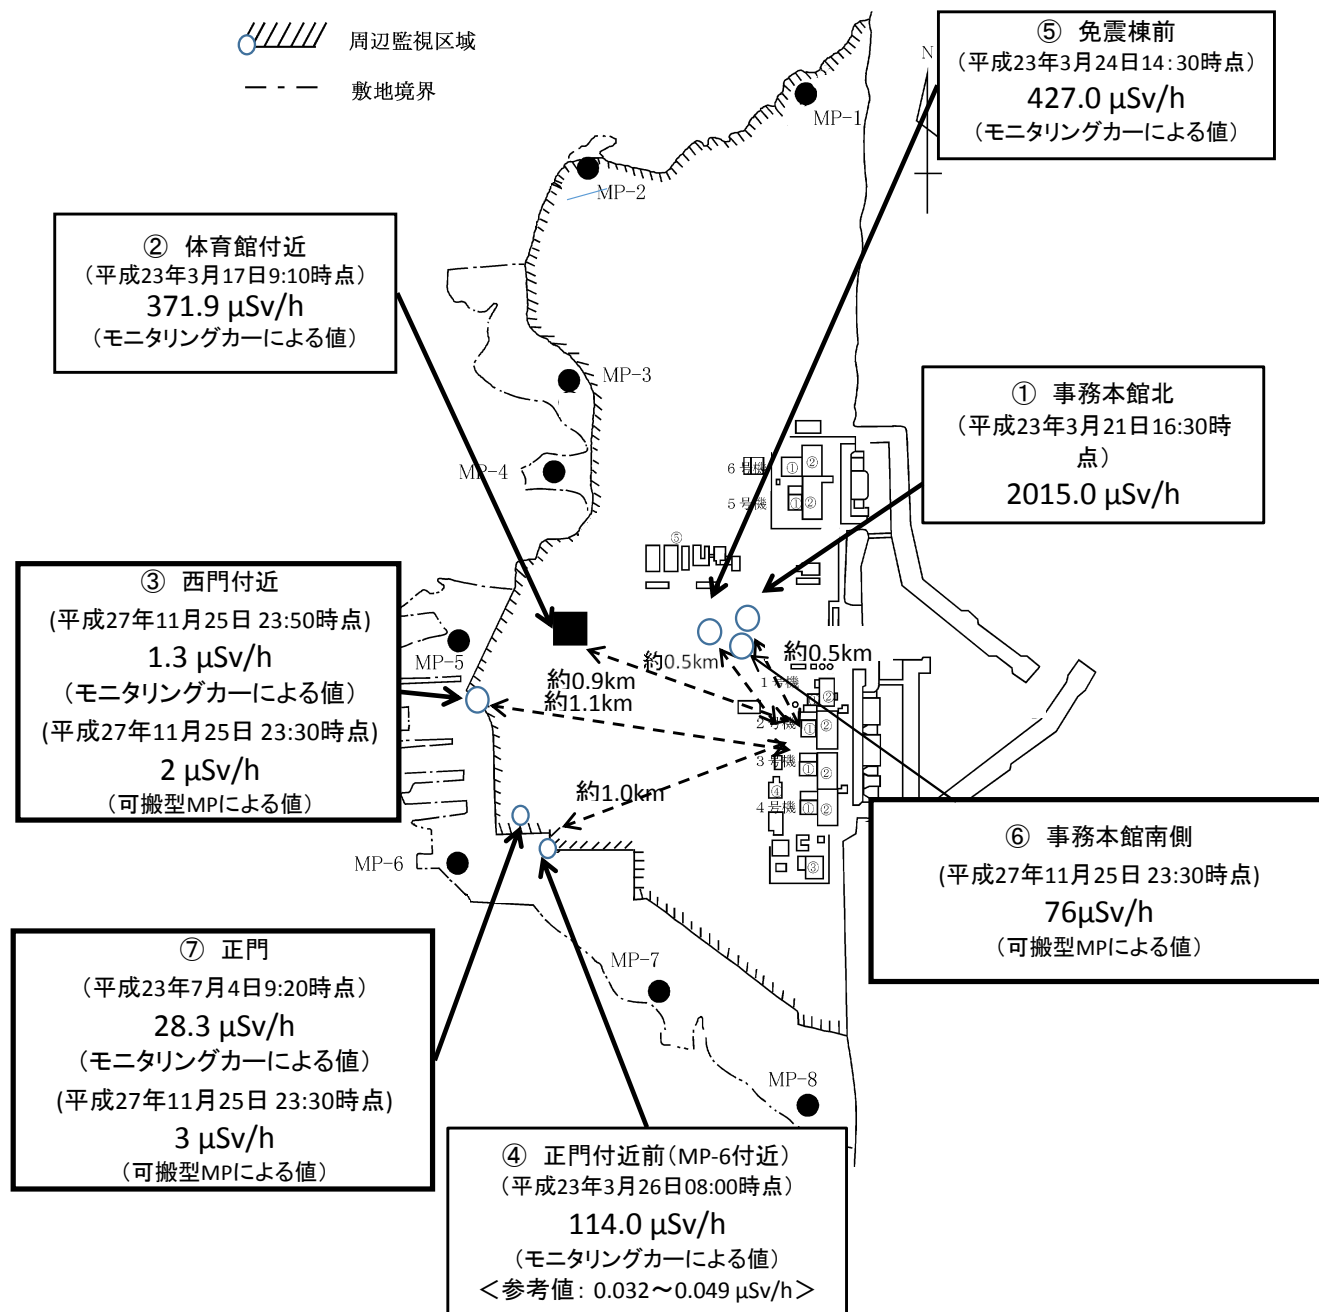 周辺監視区域
敷地境界
⑤ 免震棟前
(平成23年3月24日14:30時点)
427.0 μSv/h
(モニタリングカーによる値)
N
MP-1
MP-2
② 体育館付近
(平成23年3月17日9:10時点)
371.9 μSv/h
(モニタリングカーによる値)
MP-3
① 事務本館北
(平成23年3月21日16:30時
点)
2015.0 μSv/h
MP-4
6号機
①
②
5号機
①
②
⑤
③ 西門付近
(平成27年11月25日 23:50時点)
1.3 μSv/h
(モニタリングカーによる値)
(平成27年11月25日 23:30時点)
2 μSv/h
(可搬型MPによる値)
MP-5
約0.5km
約0.5km
約0.9km
約1.1km
1号機
②
2号機
①
②
3号機
①
②
④
4号機
①
②
③
約1.0km
MP-6
⑥ 事務本館南側
(平成27年11月25日 23:30時点)
76μSv/h
(可搬型MPによる値)
⑦ 正門
(平成23年7月4日9:20時点)
28.3 μSv/h
(モニタリングカーによる値)
(平成27年11月25日 23:30時点)
3 μSv/h
(可搬型MPによる値)
MP-7
MP-8
④ 正門付近前(MP-6付近)
(平成23年3月26日08:00時点)
114.0 μSv/h
(モニタリングカーによる値)
<参考値: 0.032～0.049 μSv/h>